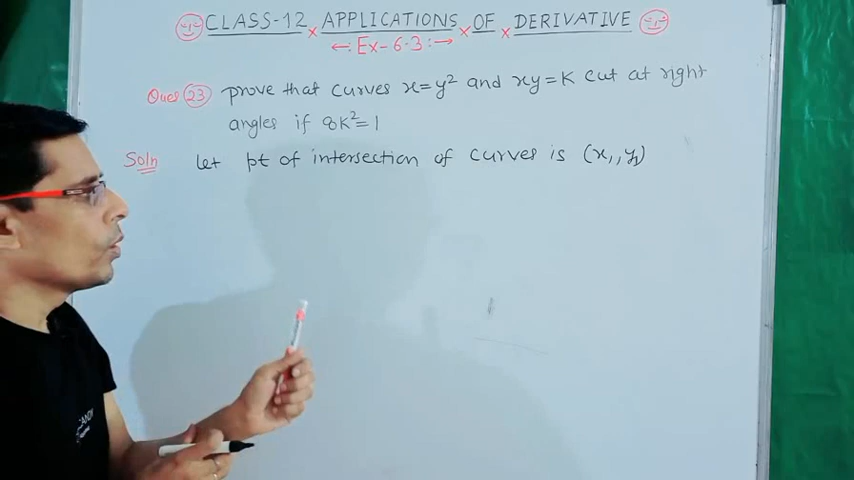 CLASS-12 × APPLICATIONS × OF × DERIVATIVE
←: Ex-6.3 :→
Ques 23 prove that curves x=y² and xy=K cut at right
angles if 8K²=1
Soln Let pt of intersection of curves is (x₁, y₁)